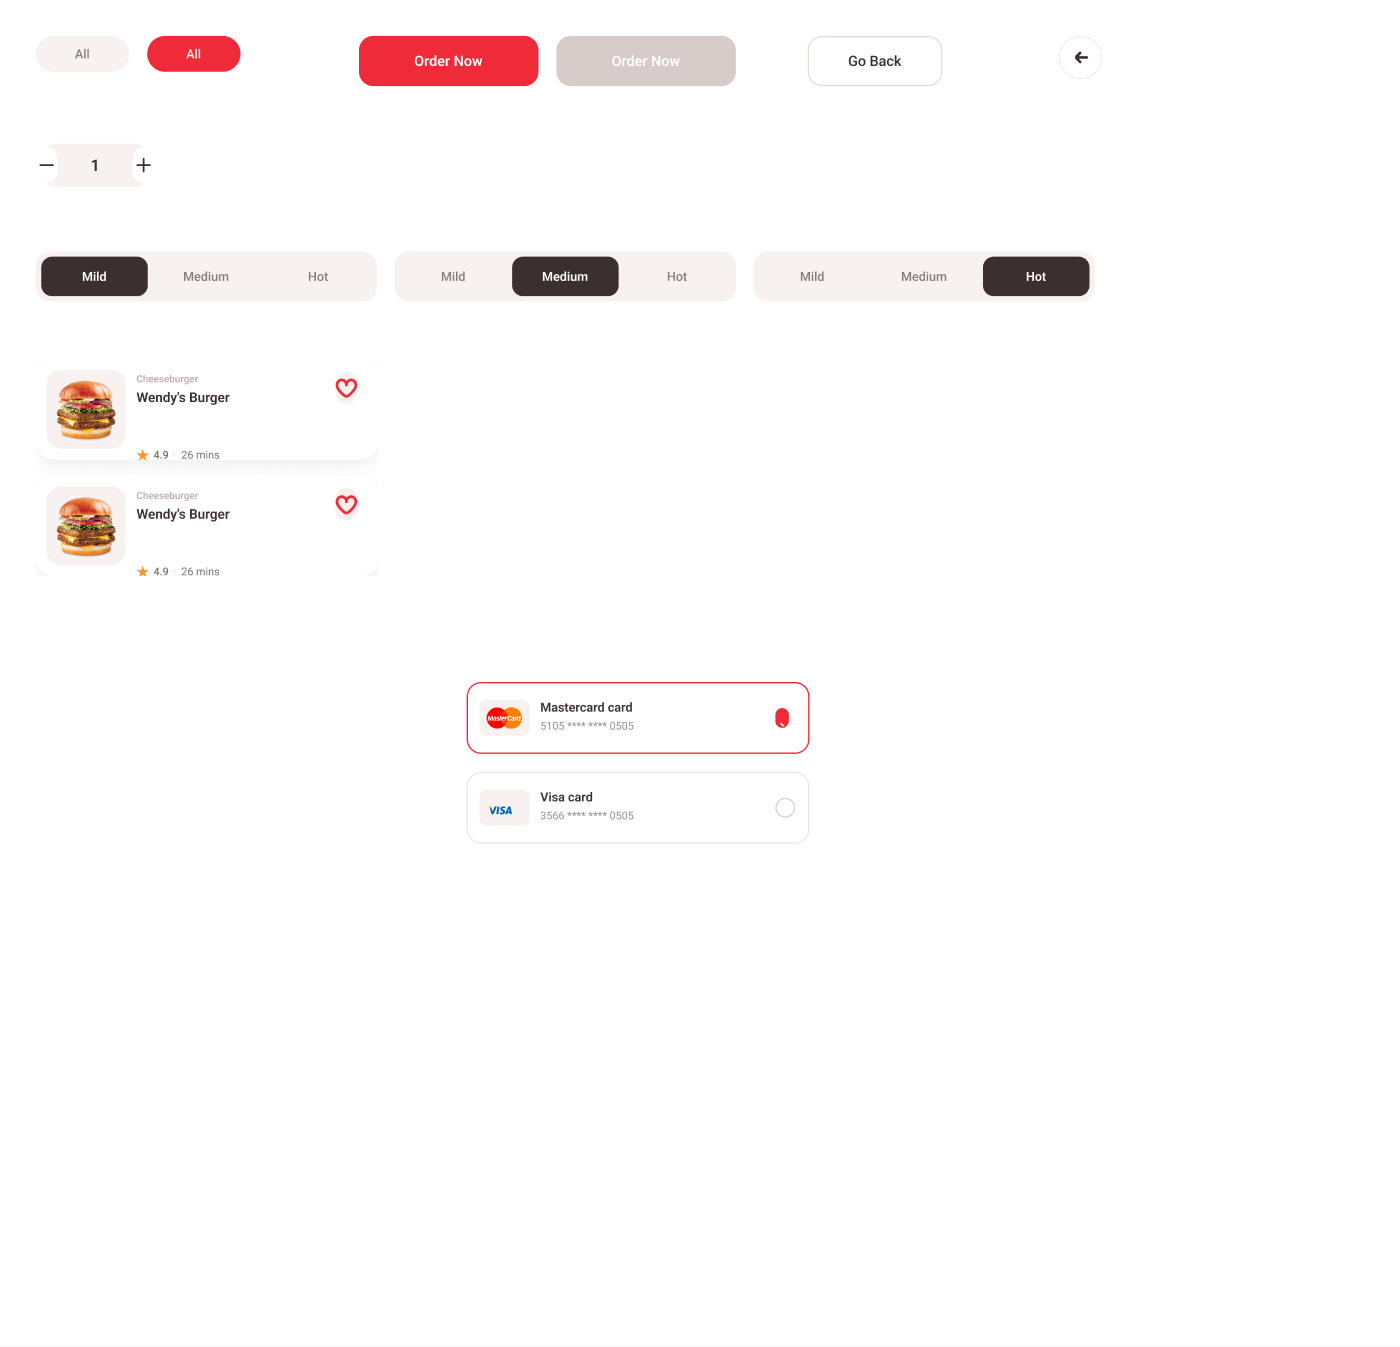 All
All
Order Now
Order Now
Go Back
1
Mild
Medium
Hot
Mild
Medium
Hot
Mild
Medium
Hot
Cheeseburger
Wendy's Burger
4.9 · 26 mins
Cheeseburger
Wendy's Burger
4.9 · 26 mins
MasterCard
Mastercard card
5105 **** **** 0505
VISA
Visa card
3566 **** **** 0505